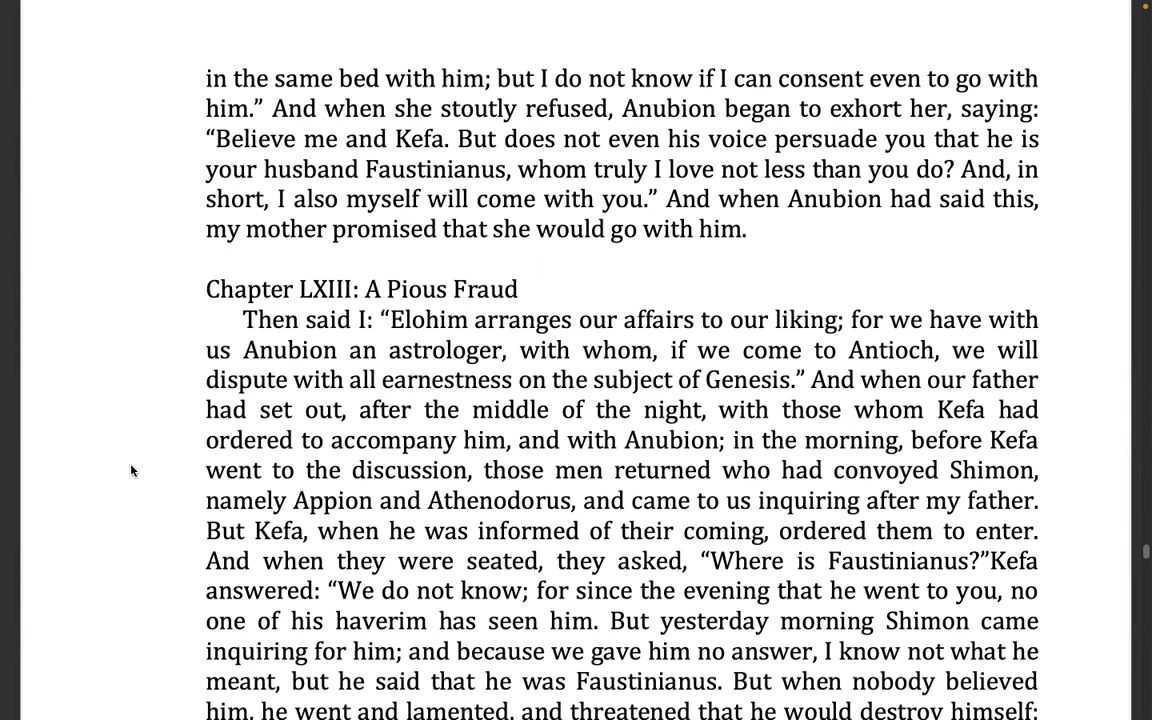 in the same bed with him; but I do not know if I can consent even to go with
him.” And when she stoutly refused, Anubion began to exhort her, saying:
“Believe me and Kefa. But does not even his voice persuade you that he is
your husband Faustinianus, whom truly I love not less than you do? And, in
short, I also myself will come with you.” And when Anubion had said this,
my mother promised that she would go with him.
Chapter LXIII: A Pious Fraud
Then said I: “Elohim arranges our affairs to our liking; for we have with
us Anubion an astrologer, with whom, if we come to Antioch, we will
dispute with all earnestness on the subject of Genesis.” And when our father
had set out, after the middle of the night, with those whom Kefa had
ordered to accompany him, and with Anubion; in the morning, before Kefa
went to the discussion, those men returned who had convoyed Shimon,
namely Appion and Athenodorus, and came to us inquiring after my father.
But Kefa, when he was informed of their coming, ordered them to enter.
And when they were seated, they asked, “Where is Faustinianus?”Kefa
answered: “We do not know; for since the evening that he went to you, no
one of his haverim has seen him. But yesterday morning Shimon came
inquiring for him; and because we gave him no answer, I know not what he
meant, but he said that he was Faustinianus. But when nobody believed
him, he went and lamented, and threatened that he would destroy himself;